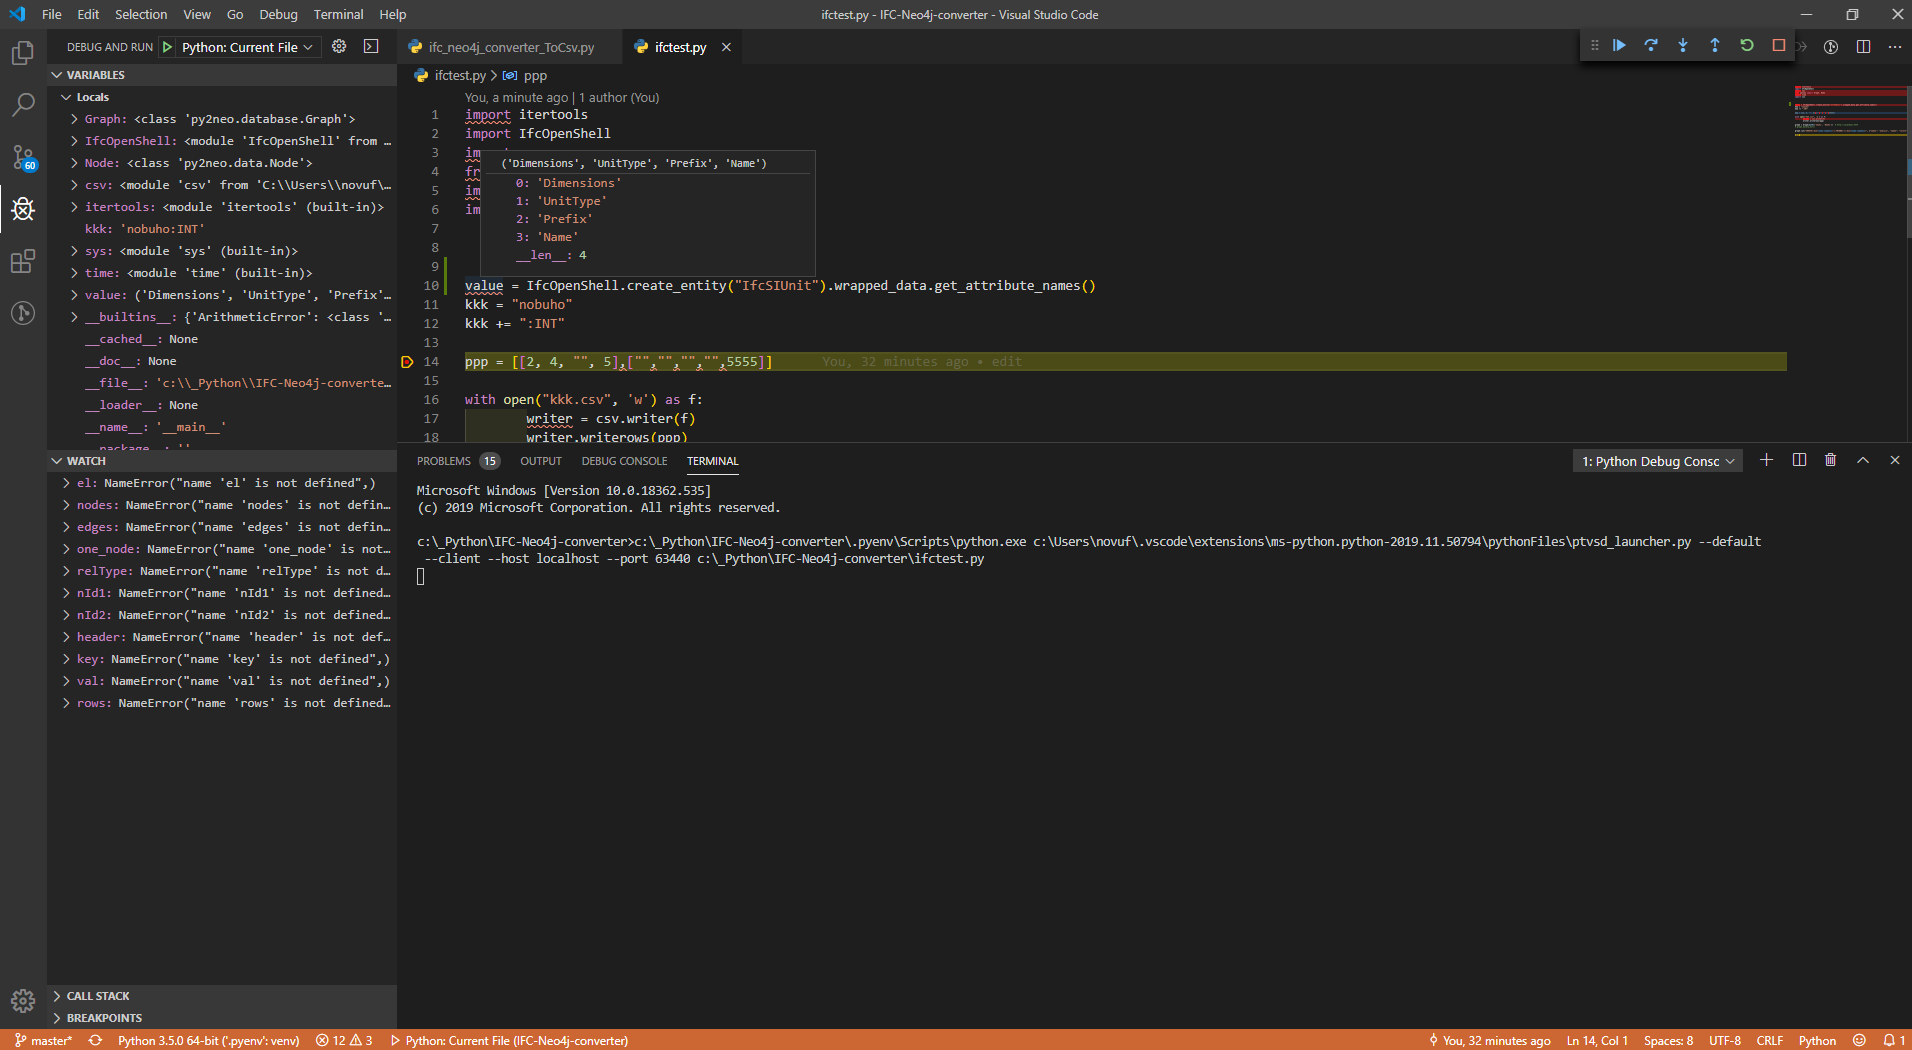 File Edit Selection View Go Debug Terminal Help
ifctest.py - IFC-Neo4j-converter - Visual Studio Code
DEBUG AND RUN Python: Current File
VARIABLES
Locals
Graph: <class 'py2neo.database.Graph'>
IfcOpenShell: <module 'IfcOpenShell' from ...
Node: <class 'py2neo.data.Node'>
csv: <module 'csv' from 'C:\\Users\\novuf\...
itertools: <module 'itertools' (built-in)>
kkk: 'nobuho:INT'
sys: <module 'sys' (built-in)>
time: <module 'time' (built-in)>
value: ('Dimensions', 'UnitType', 'Prefix'...
__builtins__: {'ArithmeticError': <class '...
__cached__: None
__doc__: None
__file__: 'c:\\_Python\\IFC-Neo4j-converte...
__loader__: None
__name__: '__main__'
__package__: ''
WATCH
el: NameError("name 'el' is not defined",)
nodes: NameError("name 'nodes' is not defin...
edges: NameError("name 'edges' is not defin...
one_node: NameError("name 'one_node' is not...
relType: NameError("name 'relType' is not d...
nId1: NameError("name 'nId1' is not defined...
nId2: NameError("name 'nId2' is not defined...
header: NameError("name 'header' is not def...
key: NameError("name 'key' is not defined",)
val: NameError("name 'val' is not defined",)
rows: NameError("name 'rows' is not defined...
CALL STACK
BREAKPOINTS
60
ifc_neo4j_converter_ToCsv.py ifctest.py
ifctest.py > ppp
You, a minute ago | 1 author (You)
1 import itertools
2 import IfcOpenShell
3 im
4 fr
5 im
6 im
7
8
9
10 value = IfcOpenShell.create_entity("IfcSIUnit").wrapped_data.get_attribute_names()
11 kkk = "nobuho"
12 kkk += ":INT"
13
14 ppp = [[2, 4, "", 5],["","","","",5555]] You, 32 minutes ago • edit
15
16 with open("kkk.csv", 'w') as f:
17 writer = csv.writer(f)
18 writer.writerows(ppp)
('Dimensions', 'UnitType', 'Prefix', 'Name')
0: 'Dimensions'
1: 'UnitType'
2: 'Prefix'
3: 'Name'
__len__: 4
PROBLEMS 15 OUTPUT DEBUG CONSOLE TERMINAL
1: Python Debug Consc
Microsoft Windows [Version 10.0.18362.535]
(c) 2019 Microsoft Corporation. All rights reserved.
c:\_Python\IFC-Neo4j-converter>c:\_Python\IFC-Neo4j-converter\.pyenv\Scripts\python.exe c:\Users\novuf\.vscode\extensions\ms-python.python-2019.11.50794\pythonFiles\ptvsd_launcher.py --default
--client --host localhost --port 63440 c:\_Python\IFC-Neo4j-converter\ifctest.py
master* Python 3.5.0 64-bit ('.pyenv': venv) 12 3 Python: Current File (IFC-Neo4j-converter)
You, 32 minutes ago Ln 14, Col 1 Spaces: 8 UTF-8 CRLF Python 1